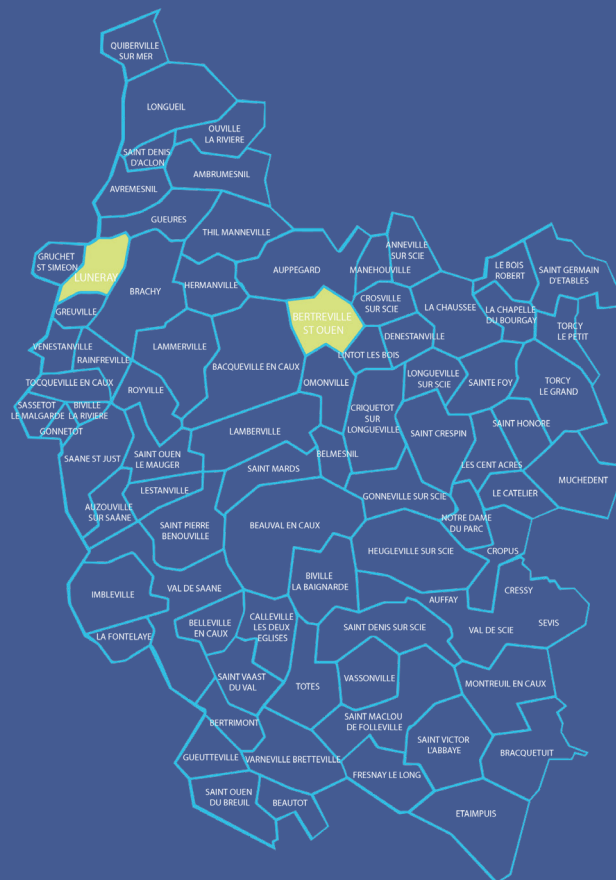 QUIBERVILLE
SUR MER
LONGUEIL
OUVILLE
LA RIVIERE
SAINT DENIS
D'ACLON
AMBRUMESNIL
AVREMESNIL
GUEURES
THIL MANNEVILLE
GRUCHET
ST SIMEON
LUNERAY
BRACHY
HERMANVILLE
AUPPEGARD
MANEHOUVILLE
ANNEVILLE
SUR SCIE
LE BOIS
ROBERT
SAINT GERMAIN
D'ETABLES
GREUVILLE
BERTREVILLE
ST OUEN
CROSVILLE
SUR SCIE
LA CHAUSSEE
LA CHAPELLE
DU BOURGAY
TORCY
LE PETIT
DENESTANVILLE
VENESTANVILLE
RAINFREVILLE
LAMMERVILLE
BACQUEVILLE EN CAUX
LINTOT LES BOIS
OMONVILLE
LONGUEVILLE
SUR SCIE
SAINTE FOY
TORCY
LE GRAND
TOCQUEVILLE EN CAUX
ROYVILLE
SASSETOT
LE MALGARDE
BIVILLE
LA RIVIERE
GONNETOT
CRIQUETOT
SUR
LONGUEVILLE
SAINT CRESPIN
SAINT HONORE
LAMBERVILLE
SAANE ST JUST
SAINT OUEN
LE MAUGER
BELMESNIL
SAINT MARDS
LES CENT ACRES
MUCHEDENT
LESTANVILLE
GONNEVILLE SUR SCIE
LE CATELIER
AUZOUVILLE
SUR SAÂNE
SAINT PIERRE
BENOUVILLE
BEAUVAL EN CAUX
NOTRE DAME
DU PARC
HEUGLEVILLE SUR SCIE
CROPUS
BIVILLE
LA BAIGNARDE
IMBLEVILLE
VAL DE SAANE
CRESSY
AUFFAY
BELLEVILLE
EN CAUX
CALLEVILLE
LES DEUX
EGLISES
SAINT DENIS SUR SCIE
VAL DE SCIE
SEVIS
LA FONTELAYE
SAINT VAAST
DU VAL
TOTES
VASSONVILLE
MONTREUIL EN CAUX
BERTRIMONT
SAINT MACLOU
DE FOLLEVILLE
SAINT VICTOR
L'ABBAYE
BRACQUETUIT
GUEUTTEVILLE
VARNEVILLE BRETTEVILLE
FRESNAY LE LONG
SAINT OUEN
DU BREUIL
BEAUTOT
ETAIMPUIS